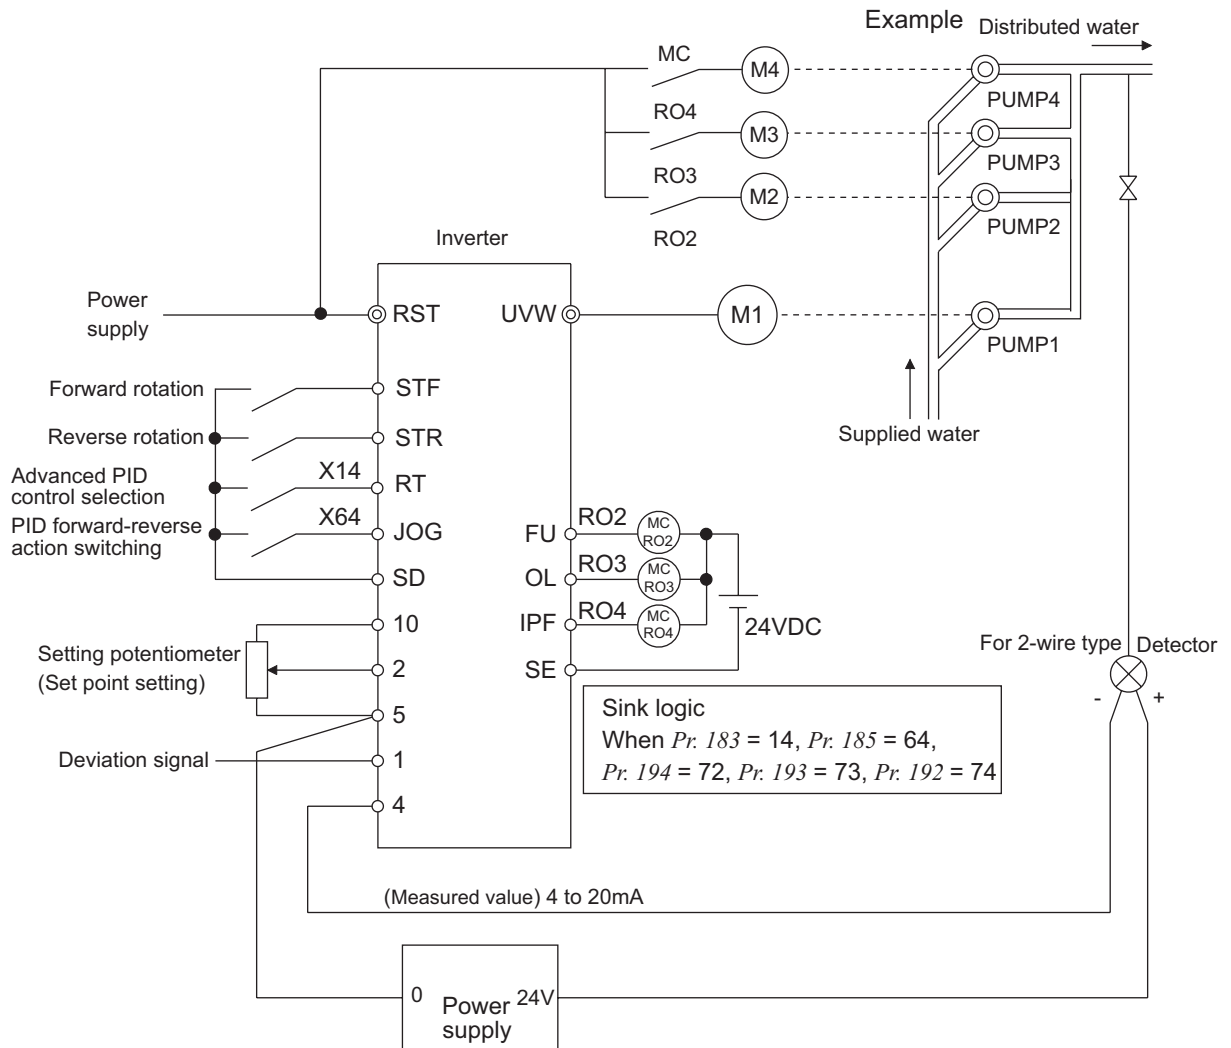 Example
Distributed water
MC
M4
RO4
PUMP4
M3
RO3
PUMP3
M2
RO2
PUMP2
Inverter
Power
supply
RST
UVW
M1
PUMP1
Supplied water
Forward rotation
STF
Reverse rotation
STR
Advanced PID
control selection
X14
RT
PID forward-reverse
action switching
X64
JOG
SD
FU
RO2
MC
RO2
OL
RO3
MC
RO3
IPF
RO4
MC
RO4
24VDC
SE
10
Setting potentiometer
(Set point setting)
2
5
Deviation signal
1
4
Sink logic
When Pr. 183 = 14, Pr. 185 = 64,
Pr. 194 = 72, Pr. 193 = 73, Pr. 192 = 74
For 2-wire type
Detector
-
+
(Measured value) 4 to 20mA
0
Power
supply
24V